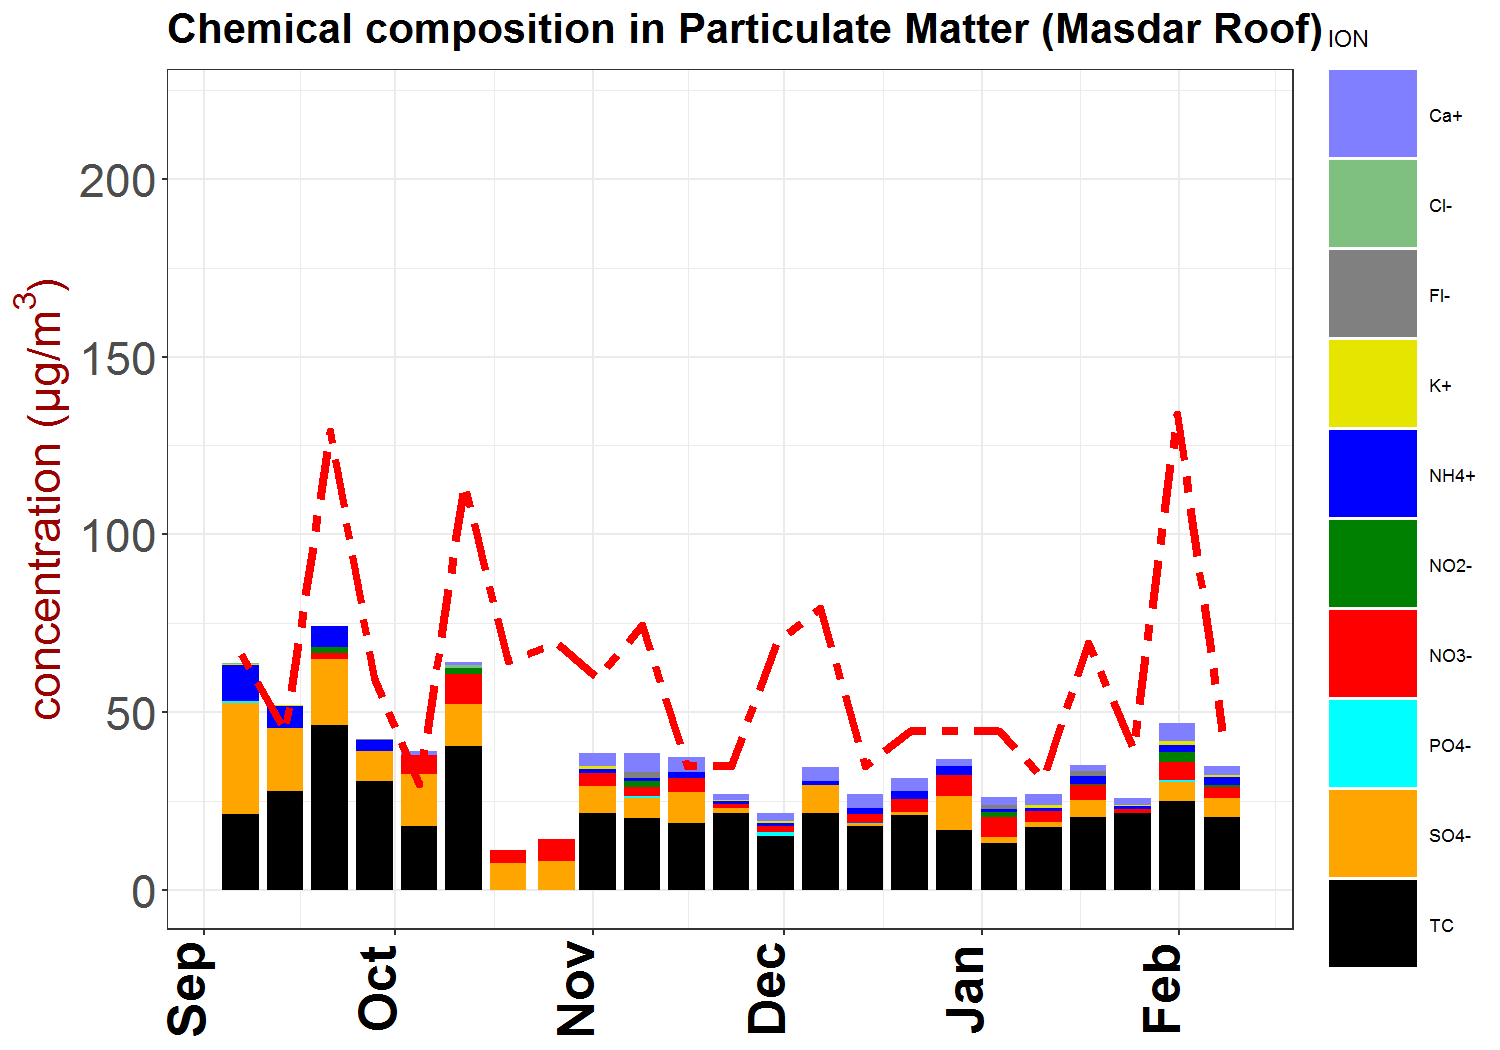 Chemical composition in Particulate Matter (Masdar Roof)
ION
Ca+
Cl-
Fl-
K+
NH4+
NO2-
NO3-
PO4-
SO4-
TC
concentration (µg/m³)
200
150
100
50
0
Sep
Oct
Nov
Dec
Jan
Feb